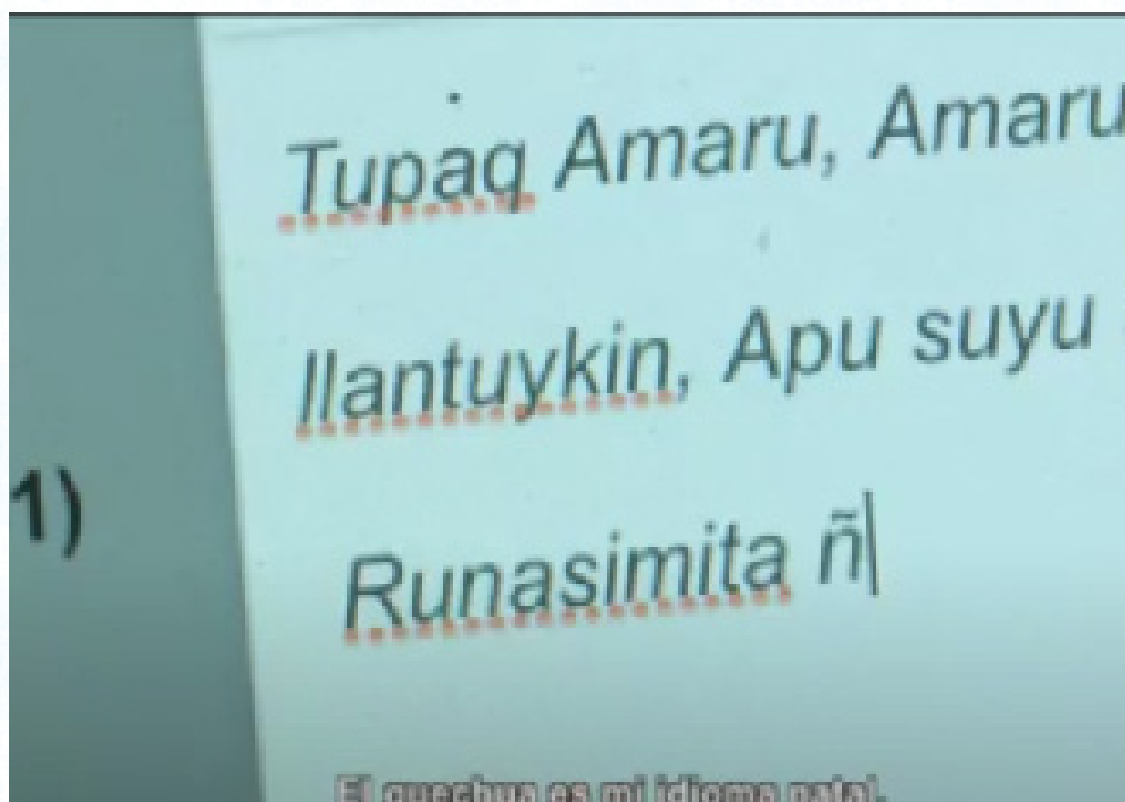 Tupaq Amaru, Amaru
llantuykin, Apu suyu
1)
Runasimita ñ
El quechua es mi idioma natal.